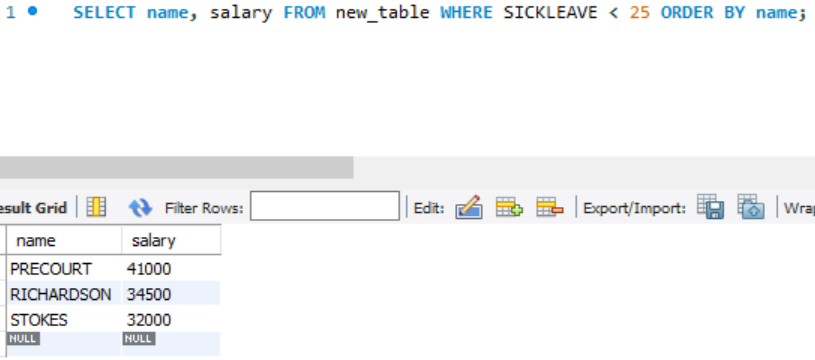 1 SELECT name, salary FROM new_table WHERE SICKLEAVE < 25 ORDER BY name;
esult Grid Filter Rows: Edit: Export/Import: Wrap
name salary
PRECOURT 41000
RICHARDSON 34500
STOKES 32000
NULL NULL